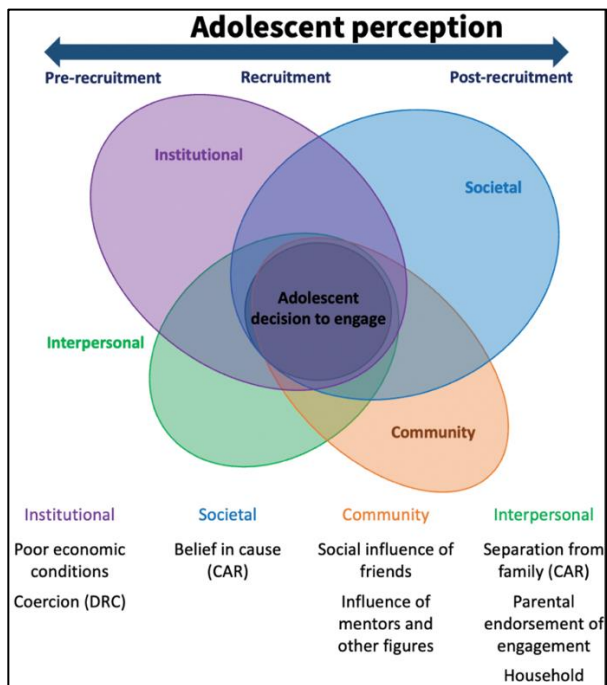 Adolescent perception
Pre-recruitment Recruitment Post-recruitment
Institutional
Societal
Adolescent
decision to engage
Interpersonal
Community
Institutional Societal Community Interpersonal
Poor economic
conditions
Coercion (DRC)
Belief in cause
(CAR)
Social influence of
friends
Influence of
mentors and
other figures
Separation from
family (CAR)
Parental
endorsement of
engagement
Household